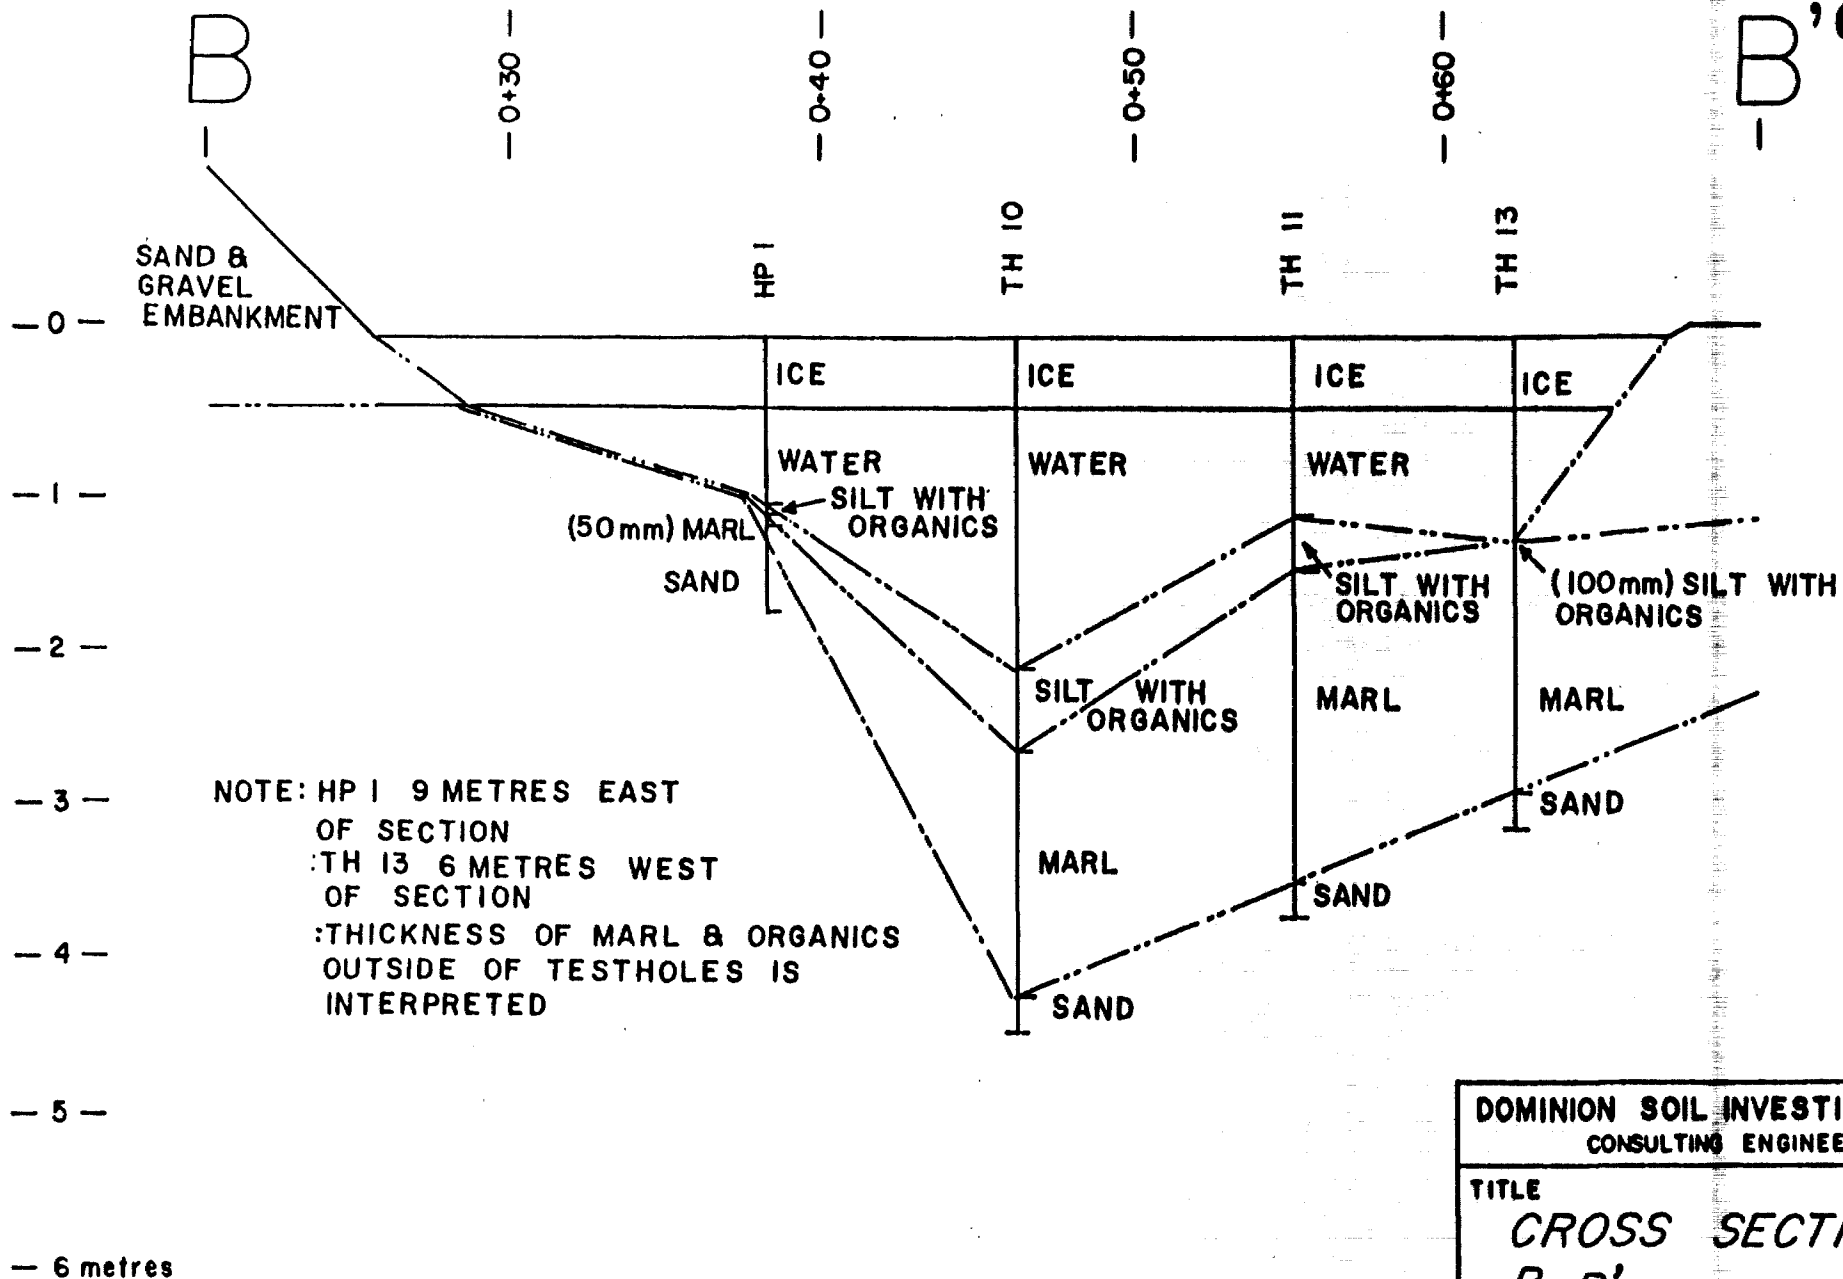 B
0+30
0+40
0+50
0+60
B'
SAND &
GRAVEL
EMBANKMENT
HP 1
TH 10
TH 11
TH 13
— 0 —
ICE
ICE
ICE
ICE
WATER
WATER
WATER
— 1 —
SILT WITH
ORGANICS
(50mm) MARL
SAND
SILT WITH
ORGANICS
(100mm) SILT WITH
ORGANICS
— 2 —
SILT WITH
ORGANICS
MARL
MARL
— 3 —
SAND
MARL
SAND
NOTE: HP 1 9 METRES EAST
OF SECTION
:TH 13 6 METRES WEST
OF SECTION
:THICKNESS OF MARL & ORGANICS
OUTSIDE OF TESTHOLES IS
INTERPRETED
— 4 —
SAND
— 5 —
— 6 metres
DOMINION SOIL INVESTI
CONSULTING ENGINEE
TITLE
CROSS SECTI
B B'